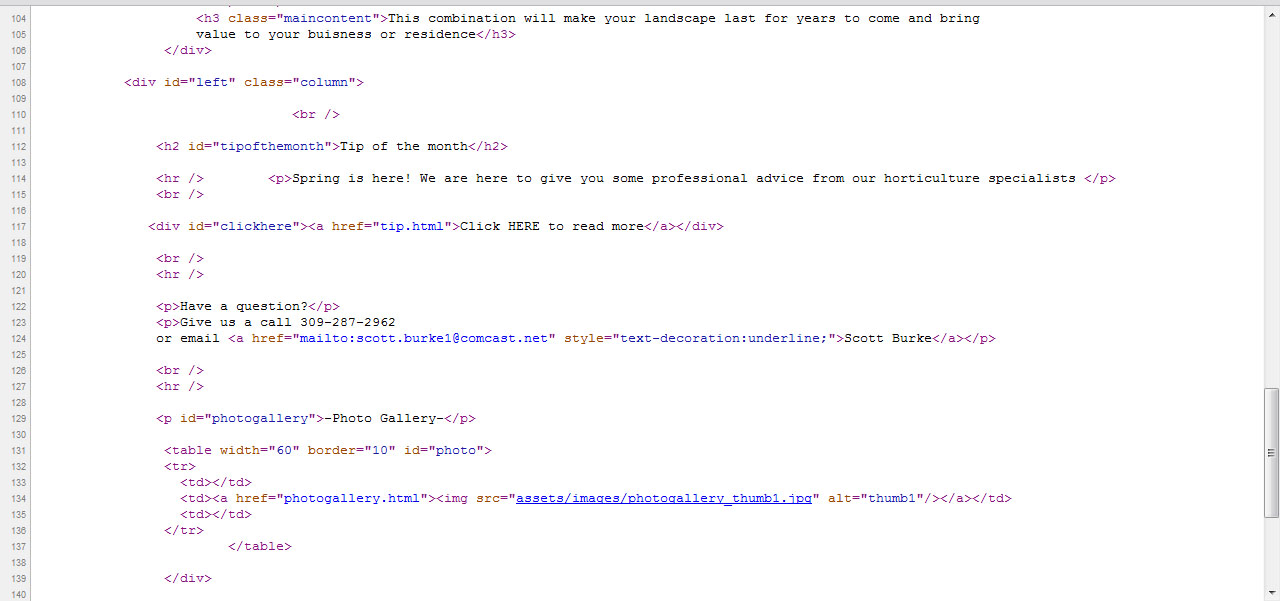 104 <h3 class="maincontent">This combination will make your landscape last for years to come and bring
105 value to your buisness or residence</h3>
106 </div>
107
108 <div id="left" class="column">
109
110 <br />
111
112 <h2 id="tipofthemonth">Tip of the month</h2>
113
114 <hr /> <p>Spring is here! We are here to give you some professional advice from our horticulture specialists </p>
115 <br />
116
117 <div id="clickhere"><a href="tip.html">Click HERE to read more</a></div>
118
119 <br />
120 <hr />
121
122 <p>Have a question?</p>
123 <p>Give us a call 309-287-2962
124 or email <a href="mailto:scott.burke1@comcast.net" style="text-decoration:underline;">Scott Burke</a></p>
125
126 <br />
127 <hr />
128
129 <p id="photogallery">-Photo Gallery-</p>
130
131 <table width="60" border="10" id="photo">
132 <tr>
133 <td></td>
134 <td><a href="photogallery.html"><img src="assets/images/photogallery_thumb1.jpg" alt="thumb1"/></a></td>
135 <td></td>
136 </tr>
137 </table>
138
139 </div>
140